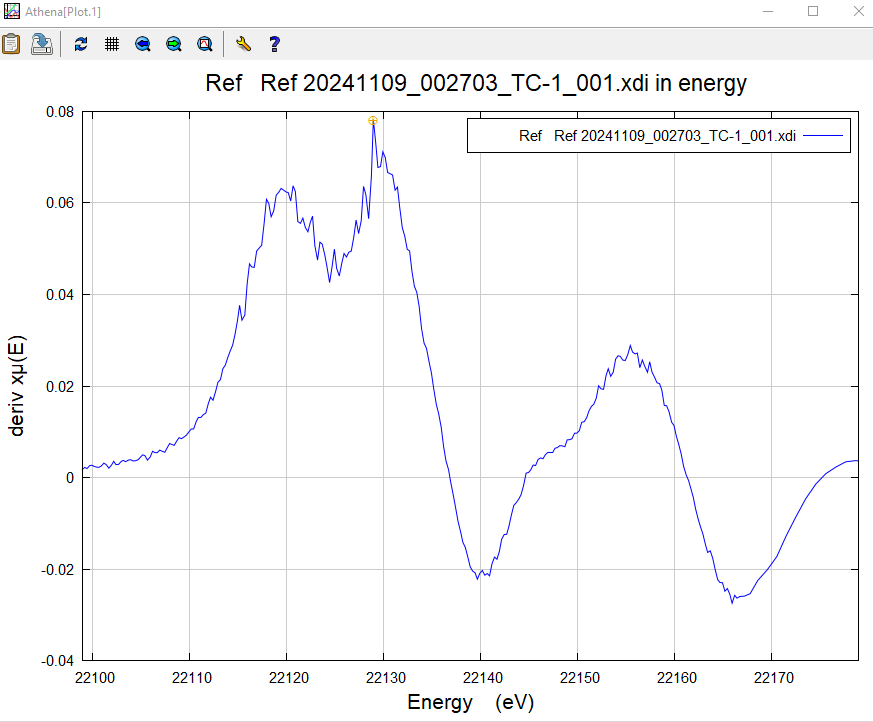 Athena[Plot.1]
Ref   Ref 20241109_002703_TC-1_001.xdi in energy
Ref   Ref 20241109_002703_TC-1_001.xdi
0.08
0.06
0.04
0.02
0
-0.02
-0.04
deriv xμ(E)
22100 22110 22120 22130 22140 22150 22160 22170
Energy   (eV)